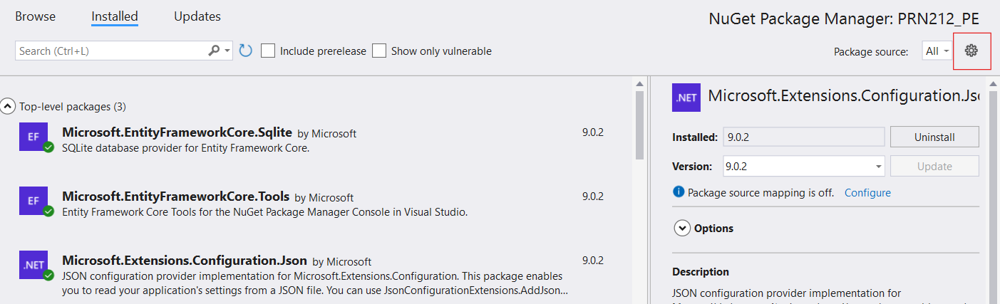 Browse Installed Updates NuGet Package Manager: PRN212_PE
Search (Ctrl+L) Include prerelease Show only vulnerable Package source: All
Top-level packages (3)
EF Microsoft.EntityFrameworkCore.Sqlite by Microsoft 9.0.2
SQLite database provider for Entity Framework Core.
EF Microsoft.EntityFrameworkCore.Tools by Microsoft 9.0.2
Entity Framework Core Tools for the NuGet Package Manager Console in Visual Studio.
.NET Microsoft.Extensions.Configuration.Json by Microsoft 9.0.2
JSON configuration provider implementation for Microsoft.Extensions.Configuration. This package enables
you to read your application's settings from a JSON file. You can use JsonConfigurationExtensions.AddJson...
.NET Microsoft.Extensions.Configuration.Jso
Installed: 9.0.2 Uninstall
Version: 9.0.2 Update
Package source mapping is off. Configure
Options
Description
JSON configuration provider implementation for